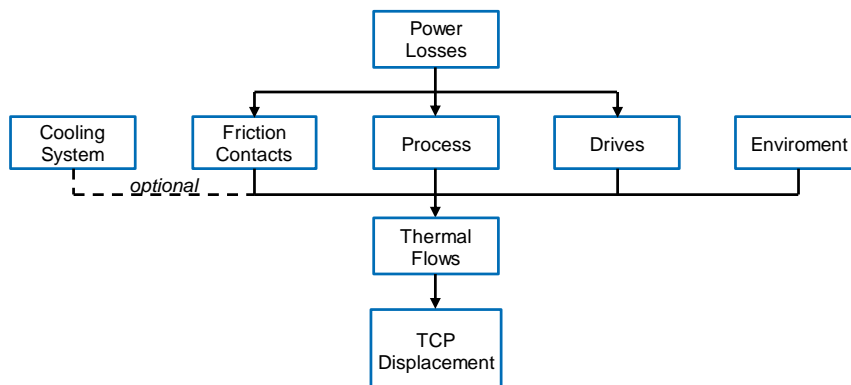 Power
Losses
Cooling
System
Friction
Contacts
Process
Drives
Enviroment
optional
Thermal
Flows
TCP
Displacement